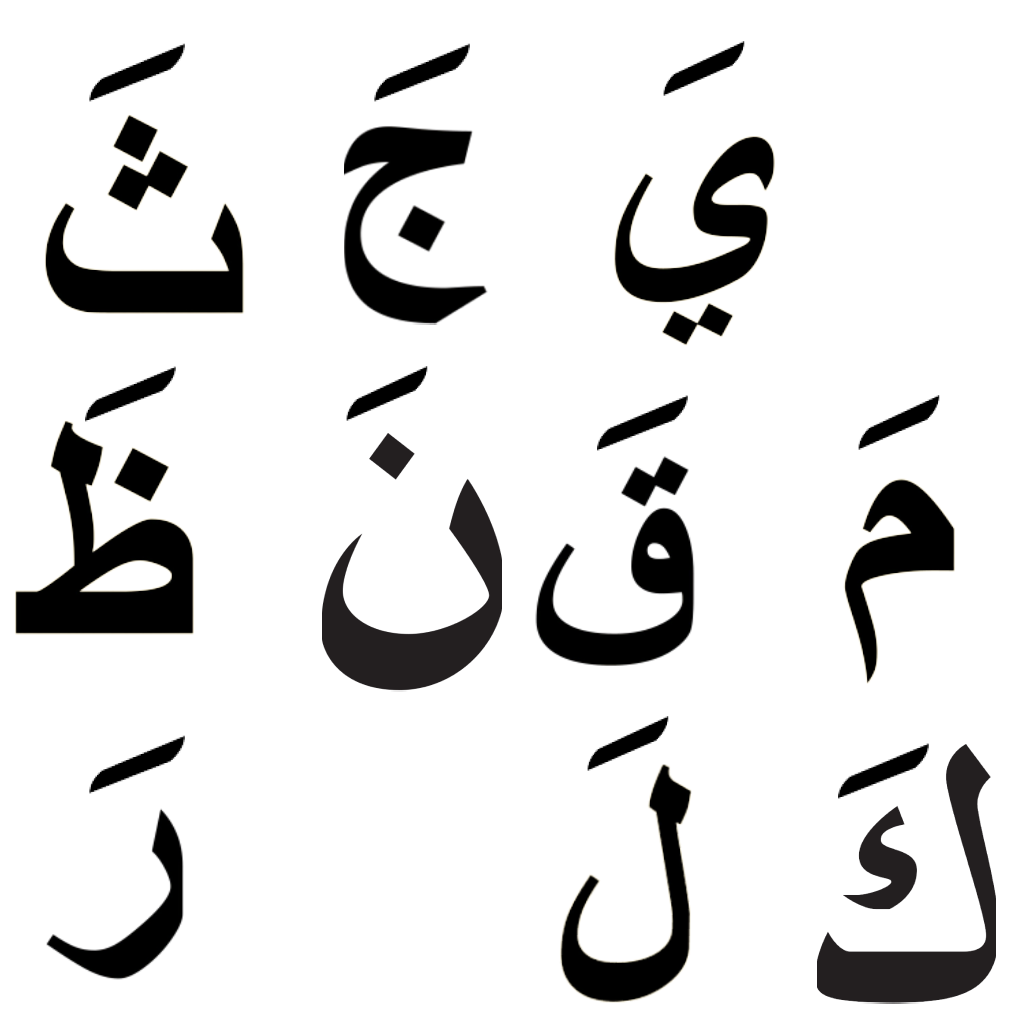 يَ جَ ثَ
مَ قَ نَ ظَ
كَ لَ رَ